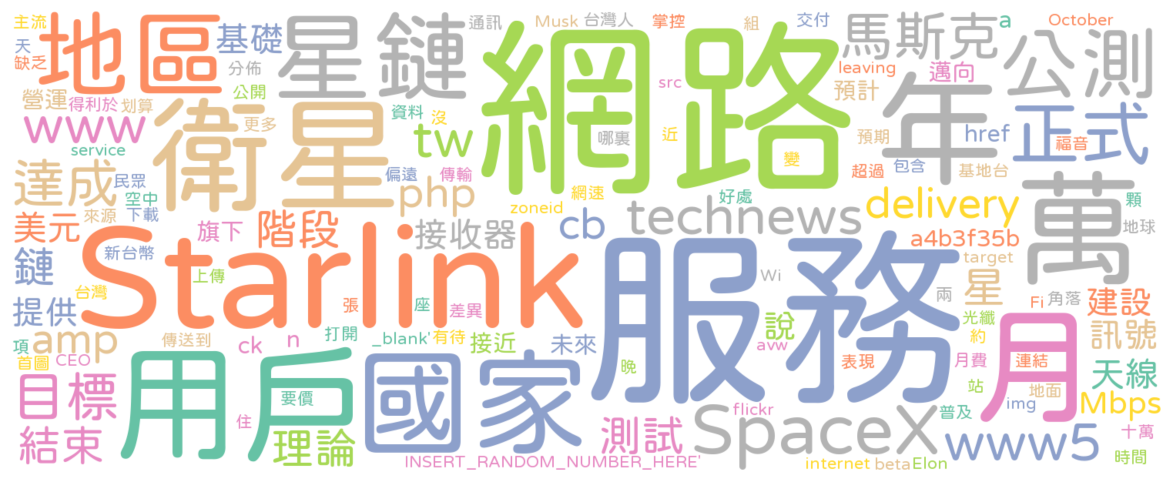 主流
天
缺乏
地區
基礎
分佈
公開
星鏈
通訊
Musk
台灣人
掌控
組
交付
網路
src
哪裏
近
變
馬斯克
a
October
leaving
邁向
預計
公測
營運
得利於
划算
www
service
衛星
更多
資料
沒
tw
年
預期
href
正式
福音
超過
包含
基地台
達成
民眾
空中
來源
下載
偏遠
傳輸
php
zoneid
網速
好處
technews
delivery
萬
顆
地球
美元
旗下
階段
接收器
cb
a4b3f35b
target
鏈
新台幣
上傳
Starlink
服務
Wi
兩
星
Fi
角落
建設
台灣
提供
張
座
差異
說
光纖
約
訊號
項
amp
傳送到
打開
_blank'
有待
ck
n
接近
未來
avw
表現
月費
連結
天線
首圖
CEO
晚
站
地面
目標
用戶
要價
國家
月
img
Mbps
住
flickr
普及
十萬
結束
理論
測試
SpaceX
www5
時間
INSERT_RANDOM_NUMBER_HERE'
internet
beta
Elon